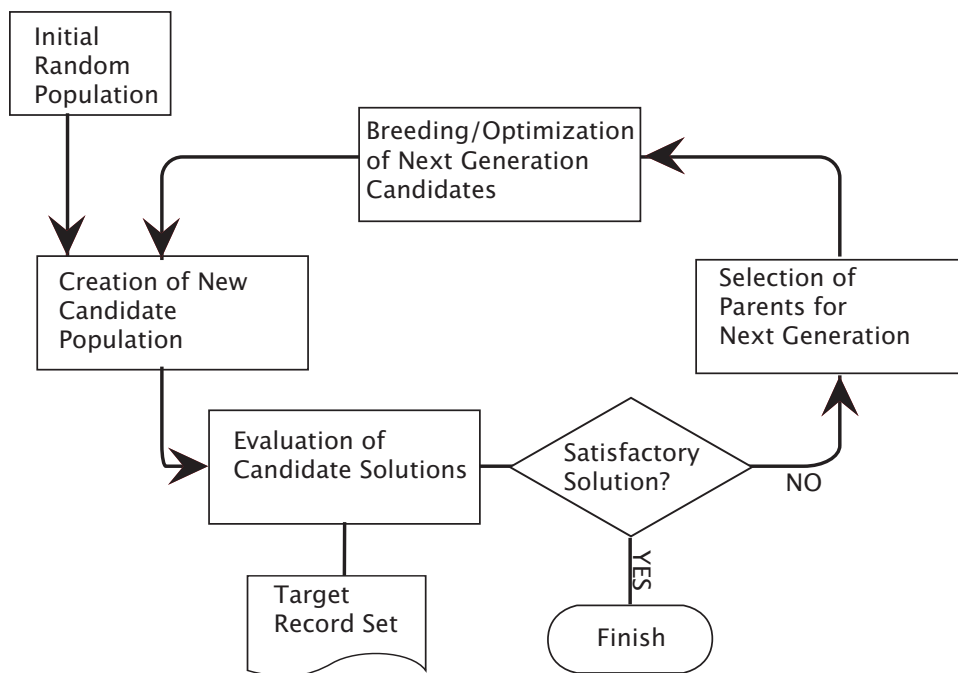 Initial
Random
Population
Breeding/Optimization
of Next Generation
Candidates
Creation of New
Candidate
Population
Selection of
Parents for
Next Generation
Evaluation of
Candidate Solutions
Satisfactory
Solution?
NO
YES
Target
Record Set
Finish